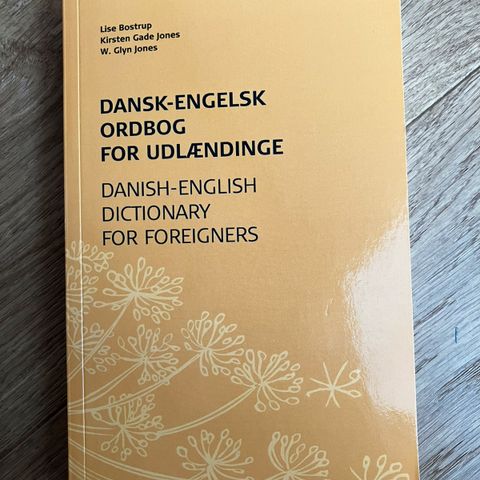 Lise Bostrup
Kirsten Gade Jones
W. Glyn Jones
DANSK-ENGELSK
ORDBOG
FOR UDLÆNDINGE
DANISH-ENGLISH
DICTIONARY
FOR FOREIGNERS